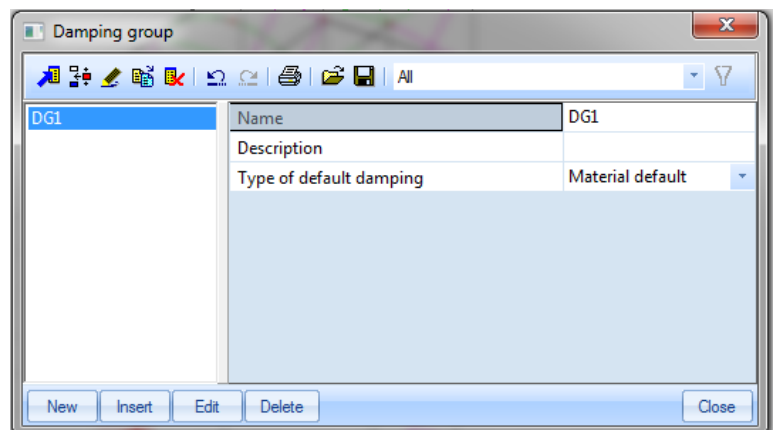 Damping group
All
DG1
Name DG1
Description
Type of default damping Material default
New Insert Edit Delete Close